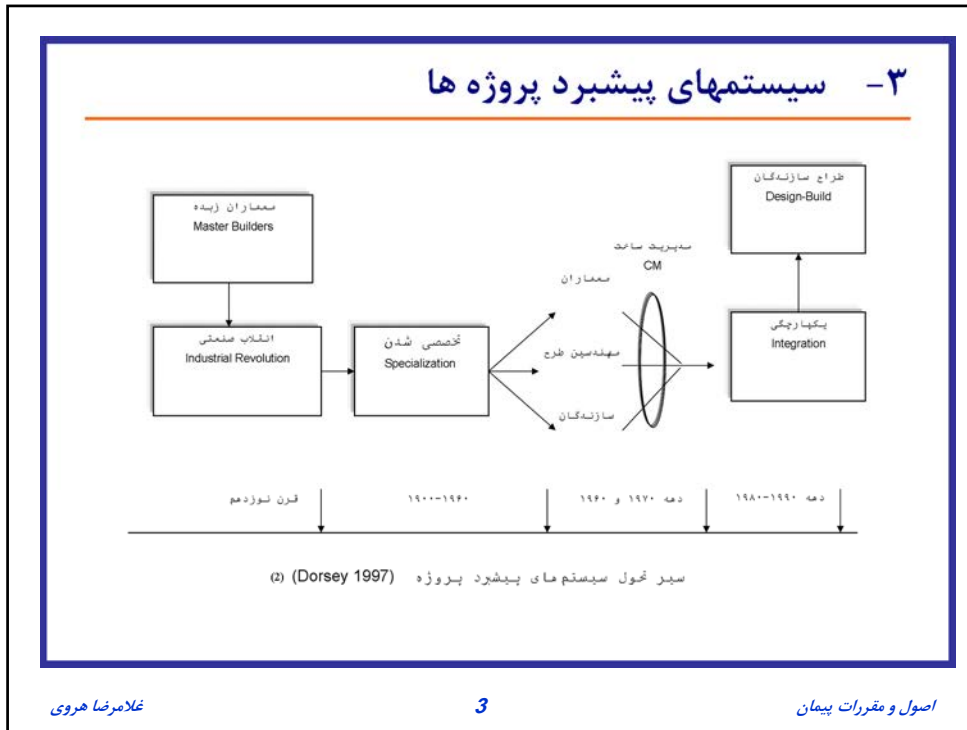 ۳- سیستمهای پیشبرد پروژه ها
معماران زبده
Master Builders
انقلاب صنعتی
Industrial Revolution
تخصصی شدن
Specialization
معماران
مهندسین طرح
سازندگان
مدیریت ساخت
CM
طراح سازندگان
Design-Build
یکپارچگی
Integration
قرن نوزدهم
۱۹۰۰-۱۹۶۰
دهه ۱۹۷۰ و ۱۹۶۰
دهه ۱۹۹۰-۱۹۸۰
سیر تحول سیستم های پیشبرد پروژه (Dorsey 1997) (2)
اصول و مقررات پیمان
3
غلامرضا هروی